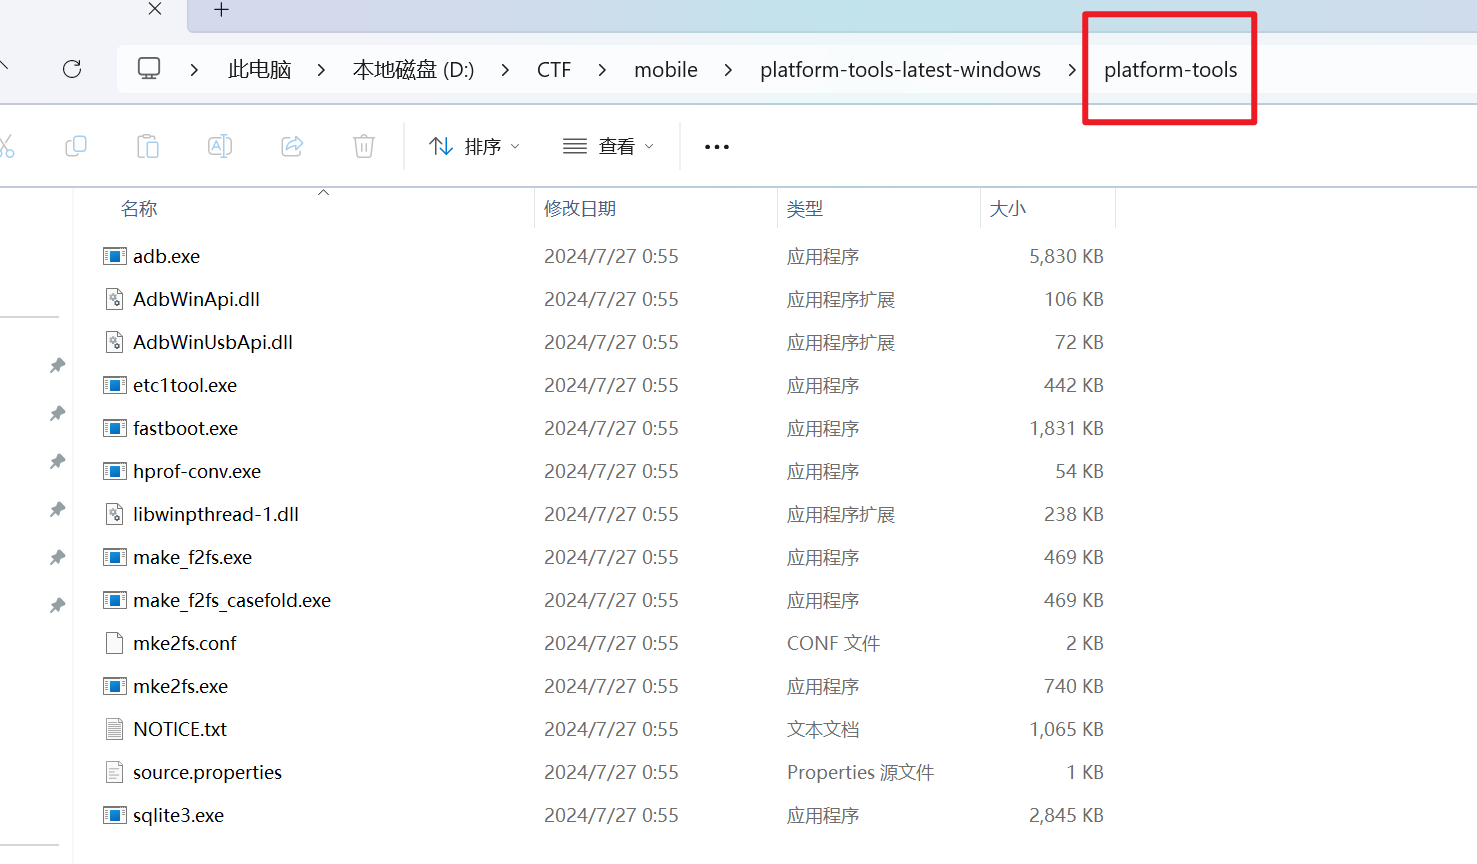 此电脑 本地磁盘 (D:) CTF mobile platform-tools-latest-windows platform-tools
排序 查看
名称 修改日期 类型 大小
adb.exe 2024/7/27 0:55 应用程序 5,830 KB
AdbWinApi.dll 2024/7/27 0:55 应用程序扩展 106 KB
AdbWinUsbApi.dll 2024/7/27 0:55 应用程序扩展 72 KB
etc1tool.exe 2024/7/27 0:55 应用程序 442 KB
fastboot.exe 2024/7/27 0:55 应用程序 1,831 KB
hprof-conv.exe 2024/7/27 0:55 应用程序 54 KB
libwinpthread-1.dll 2024/7/27 0:55 应用程序扩展 238 KB
make_f2fs.exe 2024/7/27 0:55 应用程序 469 KB
make_f2fs_casefold.exe 2024/7/27 0:55 应用程序 469 KB
mke2fs.conf 2024/7/27 0:55 CONF 文件 2 KB
mke2fs.exe 2024/7/27 0:55 应用程序 740 KB
NOTICE.txt 2024/7/27 0:55 文本文档 1,065 KB
source.properties 2024/7/27 0:55 Properties 源文件 1 KB
sqlite3.exe 2024/7/27 0:55 应用程序 2,845 KB